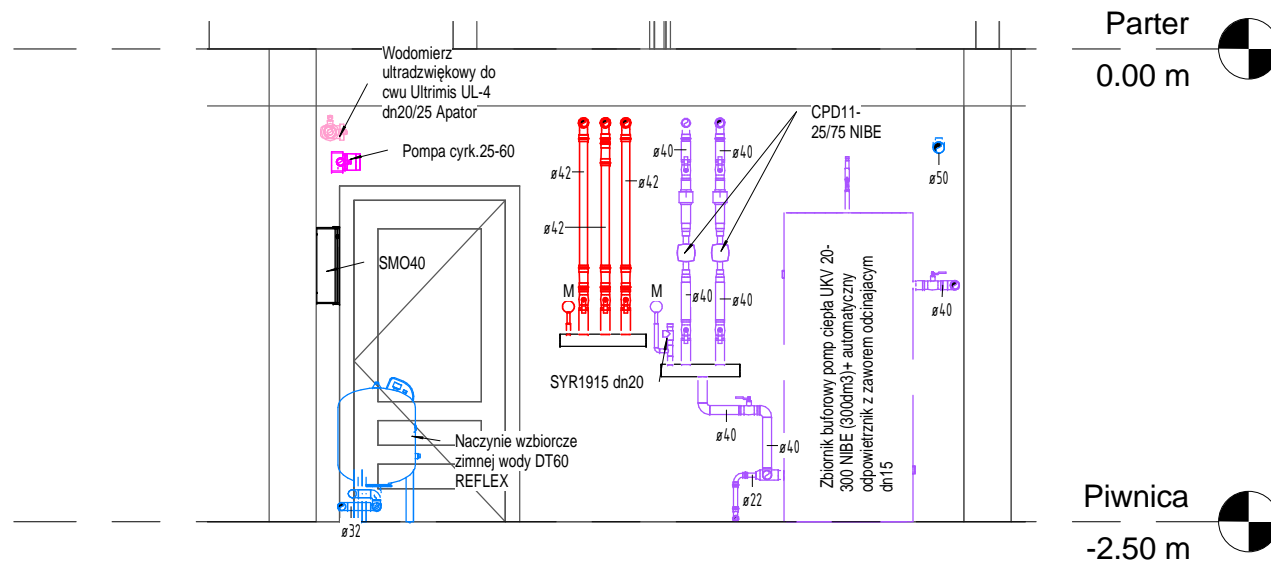 Parter
0.00 m
Wodomierz
ultradzwiękowy do
cwu Ultrimis UL-4
dn20/25 Apator
Pompa cyrk.25-60
CPD11-
25/75 NIBE
ø40
ø40
ø50
ø42
ø42
ø42
SMO40
M
M
ø40
ø40
ø40
SYR1915 dn20
Zbiornik buforowy pomp ciepła UKV 20-
300 NIBE (300dm3)+ automatyczny
odpowietrznik z zaworem odcinajacym
dn15
Naczynie wzbiorcze
zimnej wody DT60
REFLEX
ø40
ø40
ø22
ø32
Piwnica
-2.50 m